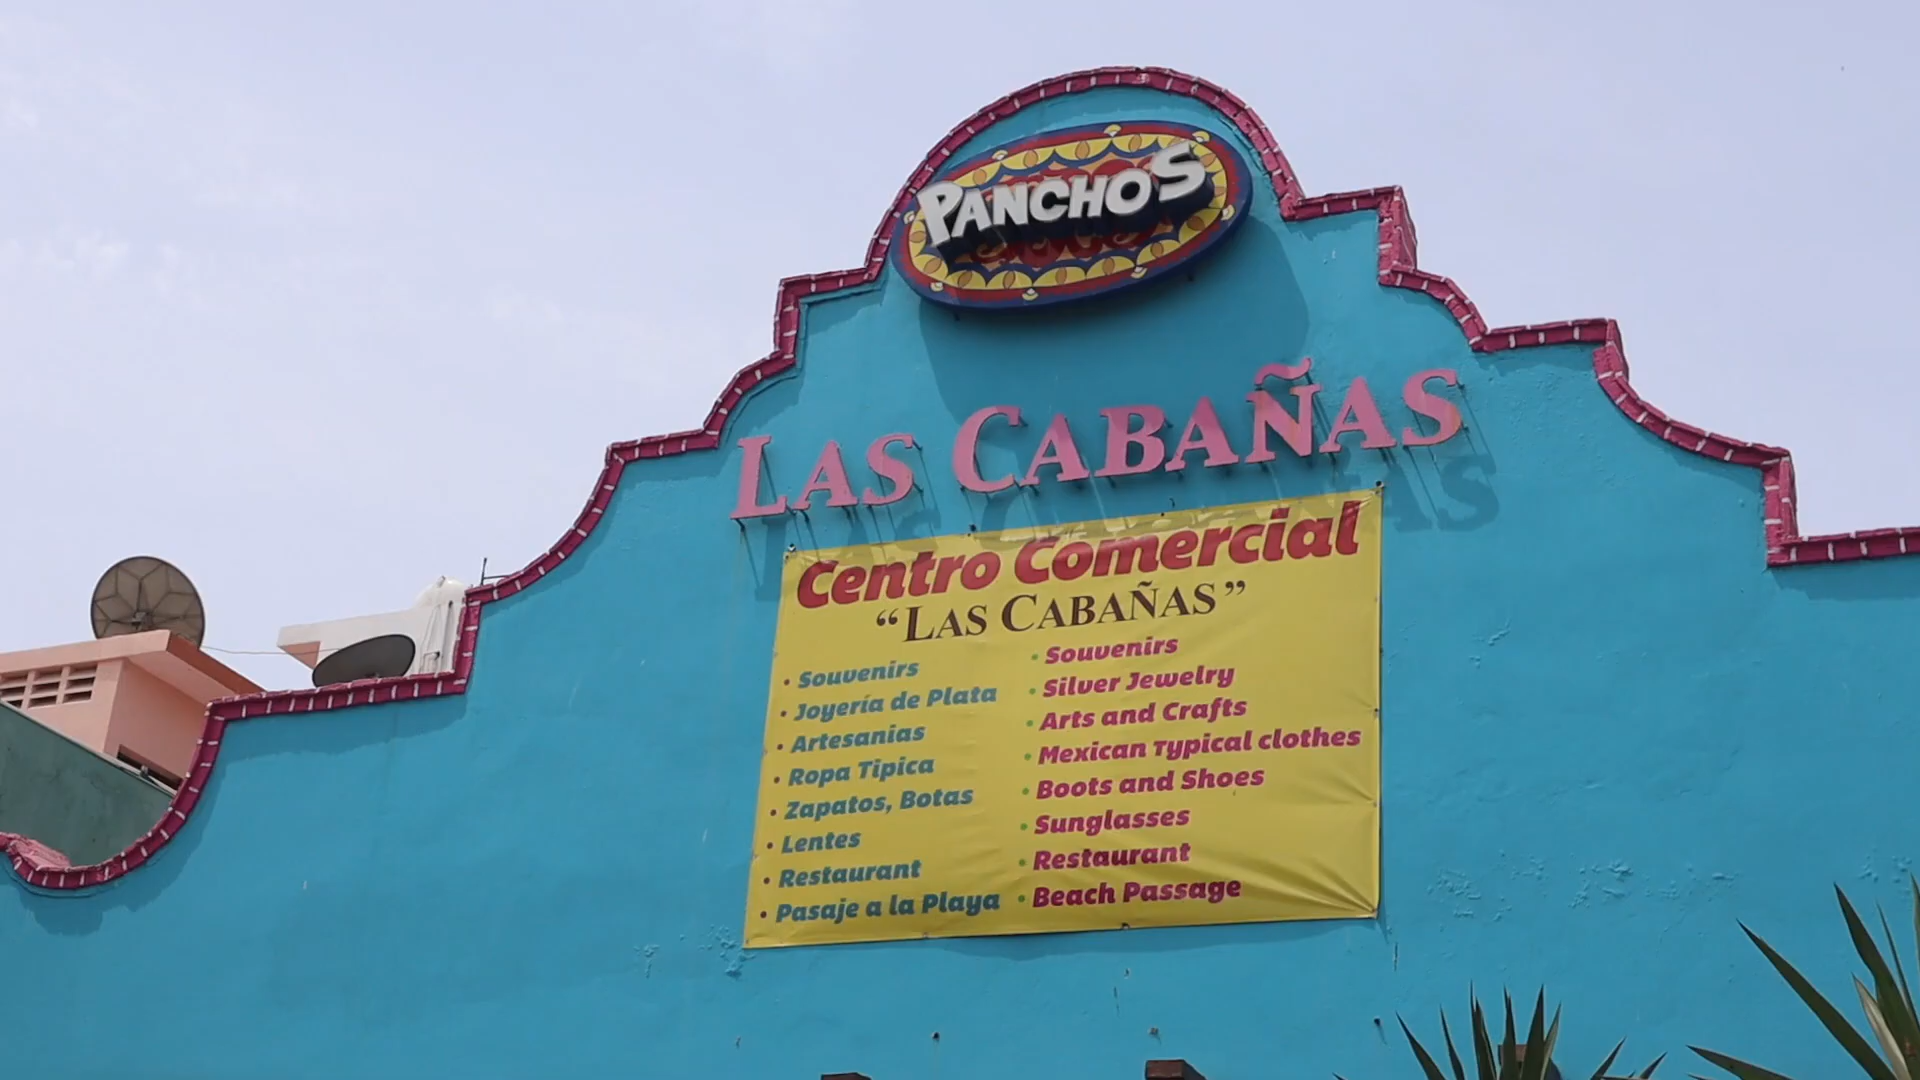 PANCHOS
LAS CABAÑAS
Centro Comercial
“LAS CABAÑAS”
• Souvenirs
• Joyería de Plata
• Artesanias
• Ropa Tipica
• Zapatos, Botas
• Lentes
• Restaurant
• Pasaje a la Playa
• Souvenirs
• Silver Jewelry
• Arts and Crafts
• Mexican Typical clothes
• Boots and Shoes
• Sunglasses
• Restaurant
• Beach Passage